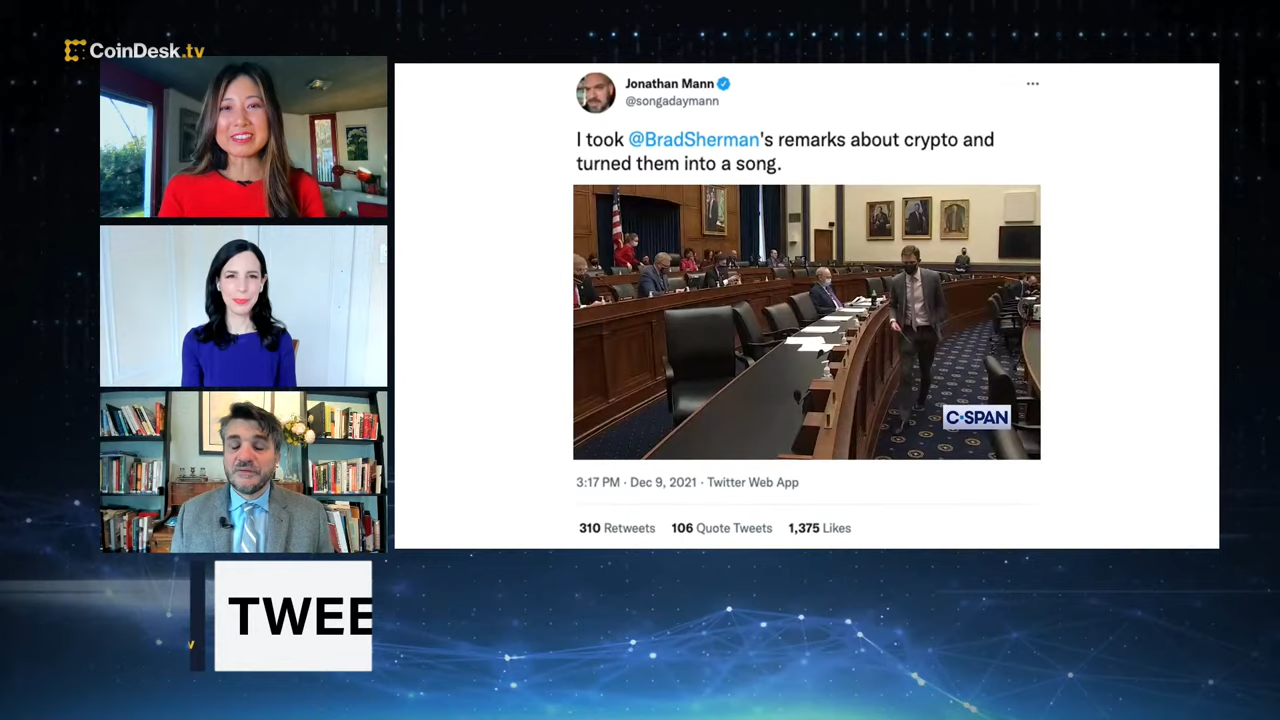 CoinDesk.tv
Jonathan Mann
@songadaymann
I took @BradSherman's remarks about crypto and
turned them into a song.
C-SPAN
3:17 PM · Dec 9, 2021 · Twitter Web App
310 Retweets 106 Quote Tweets 1,375 Likes
V
TWEE